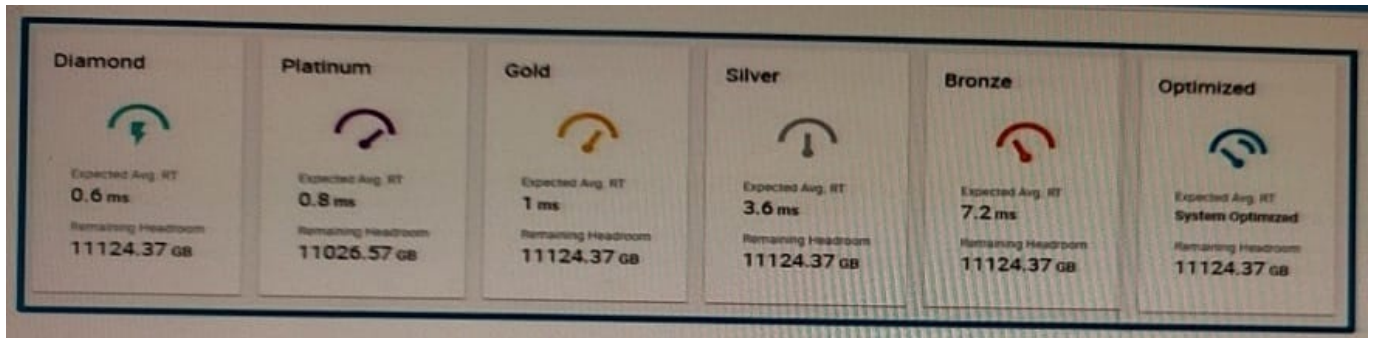 Diamond
Expected Avg. RT
0.6 ms
Remaining Headroom
11124.37 GB
Platinum
Expected Avg. RT
0.8 ms
Remaining Headroom
11026.57 GB
Gold
Expected Avg. RT
1 ms
Remaining Headroom
11124.37 GB
Silver
Expected Avg. RT
3.6 ms
Remaining Headroom
11124.37 GB
Bronze
Expected Avg. RT
7.2 ms
Remaining Headroom
11124.37 GB
Optimized
Expected Avg. RT
System Optimized
Remaining Headroom
11124.37 GB